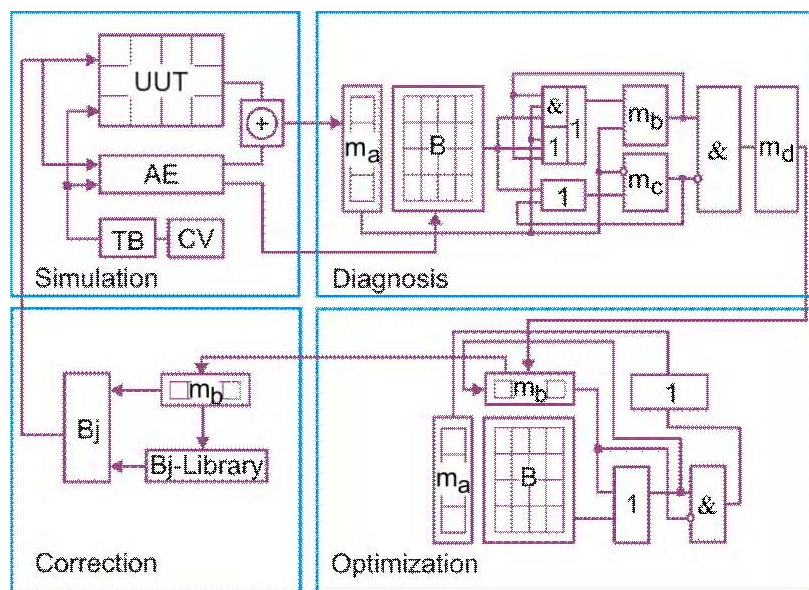 UUT
+
AE
TB
CV
Simulation
ma
B
&
1
1
1
mb
mc
&
md
Diagnosis
Bj
mb
Bj-Library
Correction
mb
1
ma
B
1
&
Optimization